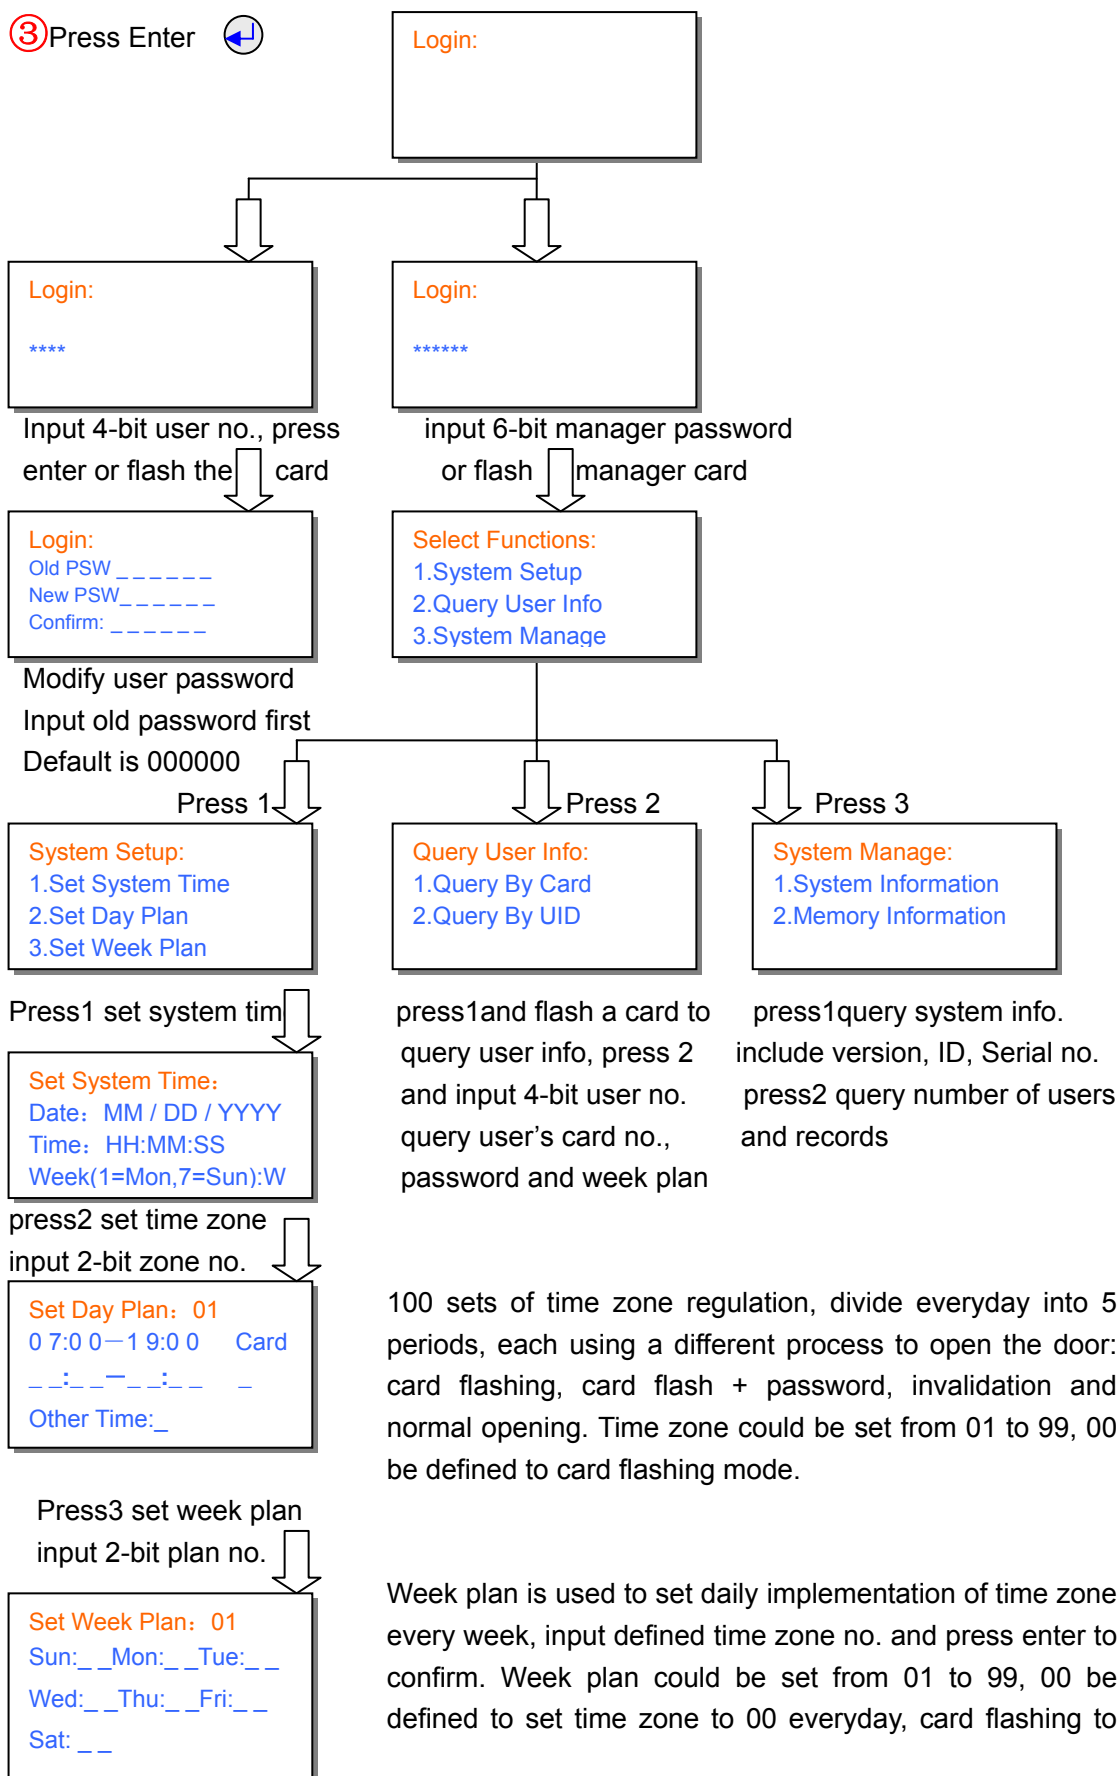 ③Press Enter
Login:
Login:
****
Login:
******
Input 4-bit user no., press
enter or flash the card
input 6-bit manager password
or flash manager card
Login:
Old PSW _ _ _ _ _ _
New PSW_ _ _ _ _ _
Confirm: _ _ _ _ _ _
Select Functions:
1.System Setup
2.Query User Info
3.System Manage
Modify user password
Input old password first
Default is 000000
Press 1
Press 2
Press 3
System Setup:
1.Set System Time
2.Set Day Plan
3.Set Week Plan
Query User Info:
1.Query By Card
2.Query By UID
System Manage:
1.System Information
2.Memory Information
Press1 set system tim
press1and flash a card to
query user info, press 2
and input 4-bit user no.
query user's card no.,
password and week plan
press1query system info.
include version, ID, Serial no.
press2 query number of users
and records
Set System Time：
Date：MM / DD / YYYY
Time：HH:MM:SS
Week(1=Mon,7=Sun):W
press2 set time zone
input 2-bit zone no.
Set Day Plan：01
0 7:0 0－1 9:0 0 Card
_ _:_ _－_ _:_ _ _
Other Time:_
100 sets of time zone regulation, divide everyday into 5
periods, each using a different process to open the door:
card flashing, card flash + password, invalidation and
normal opening. Time zone could be set from 01 to 99, 00
be defined to card flashing mode.
Press3 set week plan
input 2-bit plan no.
Set Week Plan：01
Sun:_ _Mon:_ _Tue:_ _
Wed:_ _Thu:_ _Fri:_ _
Sat: _ _
Week plan is used to set daily implementation of time zone
every week, input defined time zone no. and press enter to
confirm. Week plan could be set from 01 to 99, 00 be
defined to set time zone to 00 everyday, card flashing to